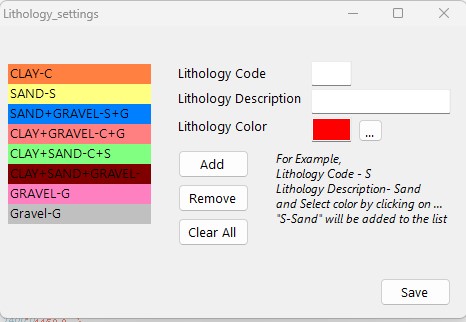 Lithology_settings
CLAY-C
SAND-S
SAND+GRAVEL-S+G
CLAY+GRAVEL-C+G
CLAY+SAND-C+S
CLAY+SAND+GRAVEL-
GRAVEL-G
Gravel-G
Lithology Code
Lithology Description
Lithology Color
...
Add
Remove
Clear All
For Example,
Lithology Code - S
Lithology Description- Sand
and Select color by clicking on ...
"S-Sand" will be added to the list
Save